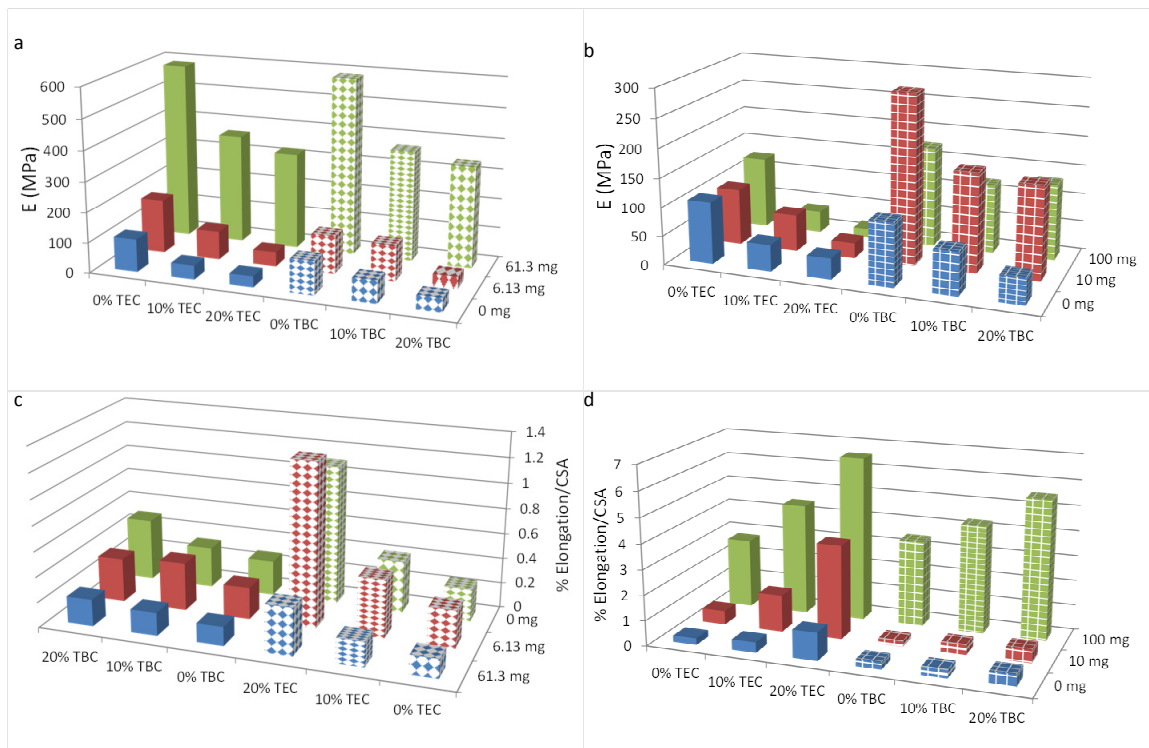 a
E (MPa)
600
500
400
300
200
100
0
0% TEC
10% TEC
20% TEC
0% TBC
10% TBC
20% TBC
61.3 mg
6.13 mg
0 mg
b
E (MPa)
300
250
200
150
100
50
0
0% TEC
10% TEC
20% TEC
0% TBC
10% TBC
20% TBC
100 mg
10 mg
0 mg
c
% Elongation/CSA
1.4
1.2
1
0.8
0.6
0.4
0.2
0
20% TBC
10% TBC
0% TBC
20% TEC
10% TEC
0% TEC
0 mg
6.13 mg
61.3 mg
d
% Elongation/CSA
7
6
5
4
3
2
1
0
0% TEC
10% TEC
20% TEC
0% TBC
10% TBC
20% TBC
100 mg
10 mg
0 mg